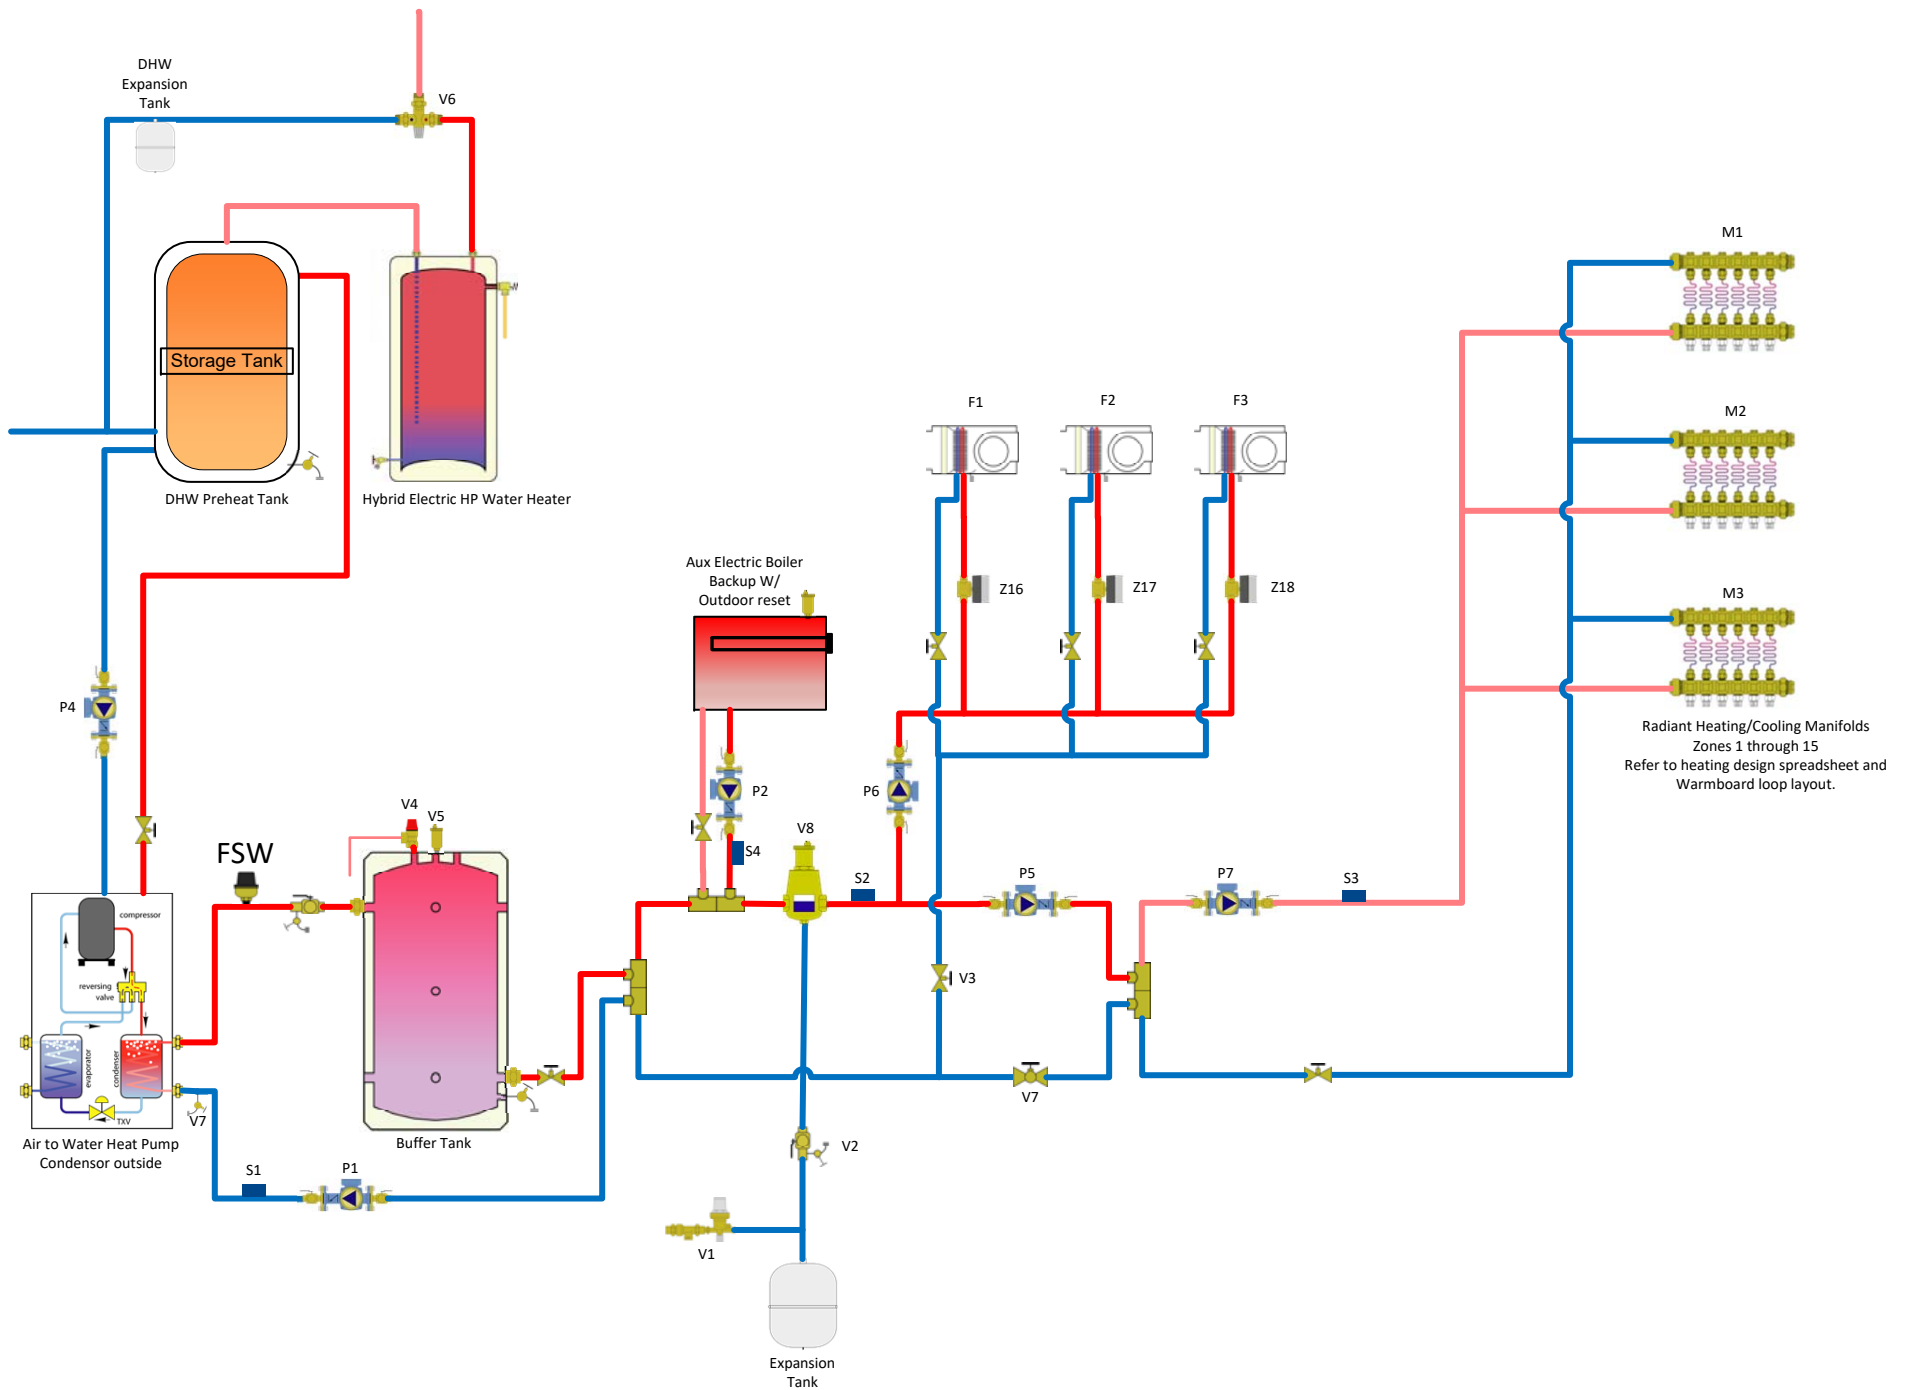 DHW
Expansion
Tank
V6
Storage Tank
DHW Preheat Tank
Hybrid Electric HP Water Heater
M1
M2
M3
Radiant Heating/Cooling Manifolds
Zones 1 through 15
Refer to heating design spreadsheet and
Warmboard loop layout.
F1
F2
F3
Z16
Z17
Z18
Aux Electric Boiler
Backup W/
Outdoor reset
P4
P2
P6
FSW
V4
V5
S4
V8
S2
P5
P7
S3
compressor
reversing
valve
evaporator
condenser
TXV
V7
Air to Water Heat Pump
Condensor outside
Buffer Tank
S1
P1
V3
V7
V2
V1
Expansion
Tank